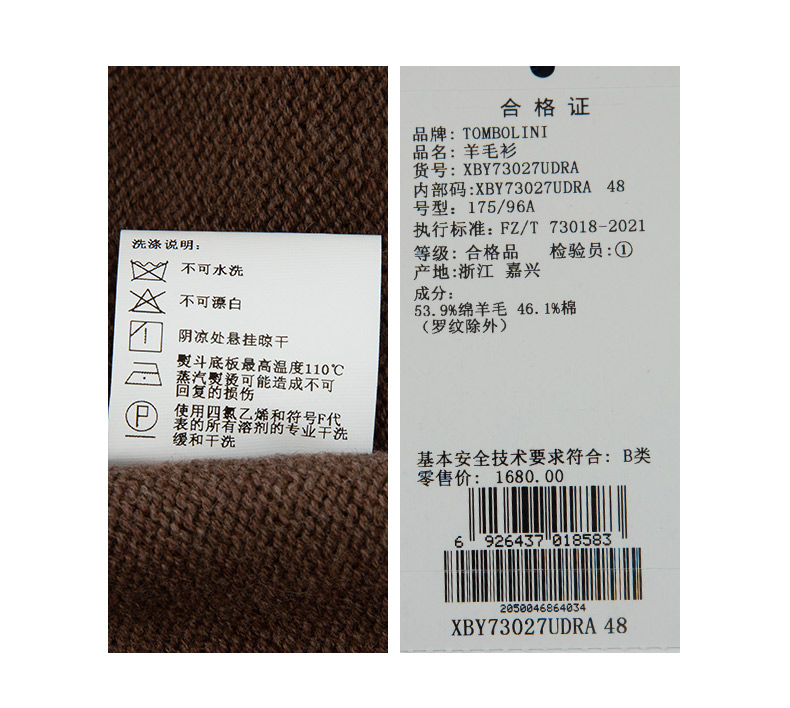 洗涤说明:
不可水洗
不可漂白
阴凉处悬挂晾干
熨斗底板最高温度110℃
蒸汽熨烫可能造成不可
回复的损伤
P
使用四氯乙烯和符号F代
表的所有溶剂的专业干洗
缓和干洗
合格证
品牌: TOMBOLINI
品名: 羊毛衫
货号: XBY73027UDRA
内部码:XBY73027UDRA 48
号型: 175/96A
执行标准: FZ/T 73018-2021
等级: 合格品 检验员:①
产地:浙江 嘉兴
成分:
53.9%绵羊毛 46.1%棉
（罗纹除外）
基本安全技术要求符合: B类
零售价: 1680.00
6 926437 018583
2050046864034
XBY73027UDRA 48